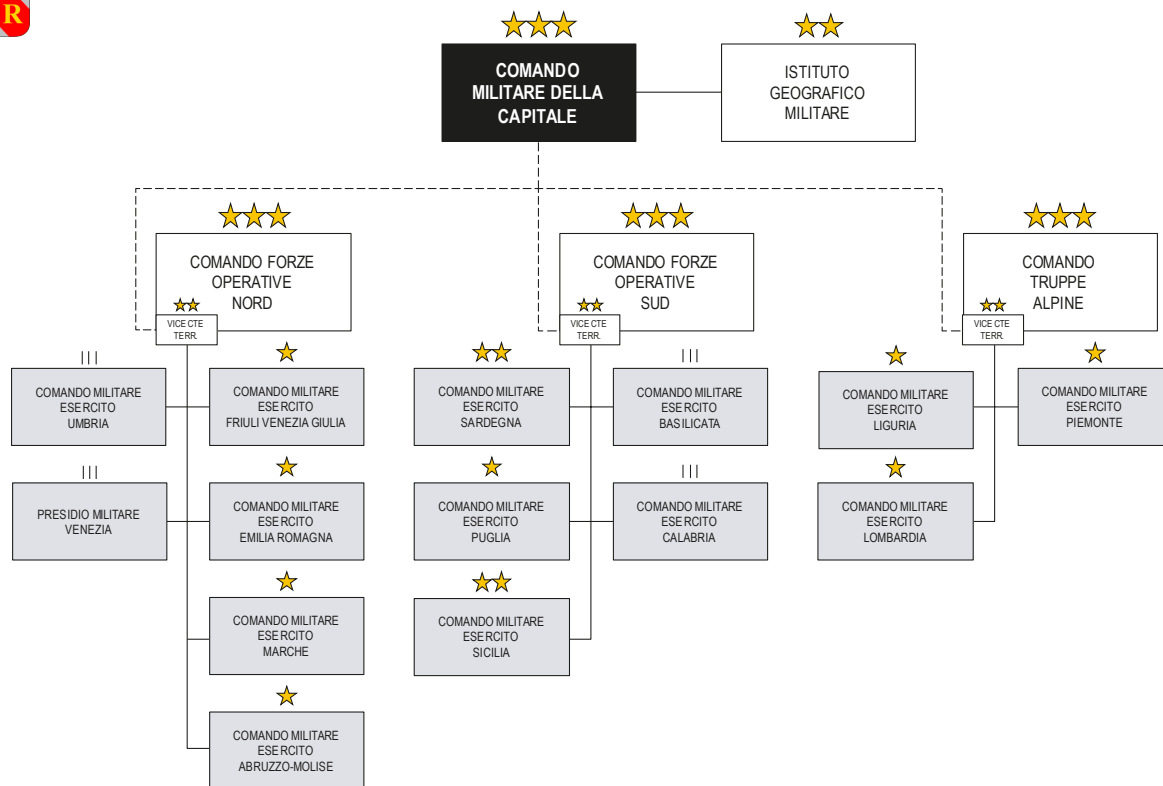 R
COMANDO
MILITARE DELLA
CAPITALE
ISTITUTO
GEOGRAFICO
MILITARE
COMANDO FORZE
OPERATIVE
NORD
VICE CTE
TERR.
COMANDO FORZE
OPERATIVE
SUD
VICE CTE
TERR.
COMANDO
TRUPPE
ALPINE
VICE CTE
TERR.
|||
COMANDO MILITARE
ESERCITO
UMBRIA
COMANDO MILITARE
ESERCITO
FRIULI VENEZIA GIULIA
COMANDO MILITARE
ESERCITO
SARDEGNA
|||
COMANDO MILITARE
ESERCITO
BASILICATA
COMANDO MILITARE
ESERCITO
LIGURIA
COMANDO MILITARE
ESERCITO
PIEMONTE
|||
PRESIDIO MILITARE
VENEZIA
COMANDO MILITARE
ESERCITO
EMILIA ROMAGNA
COMANDO MILITARE
ESERCITO
PUGLIA
|||
COMANDO MILITARE
ESERCITO
CALABRIA
COMANDO MILITARE
ESERCITO
LOMBARDIA
COMANDO MILITARE
ESERCITO
MARCHE
COMANDO MILITARE
ESERCITO
SICILIA
COMANDO MILITARE
ESERCITO
ABRUZZO-MOLISE